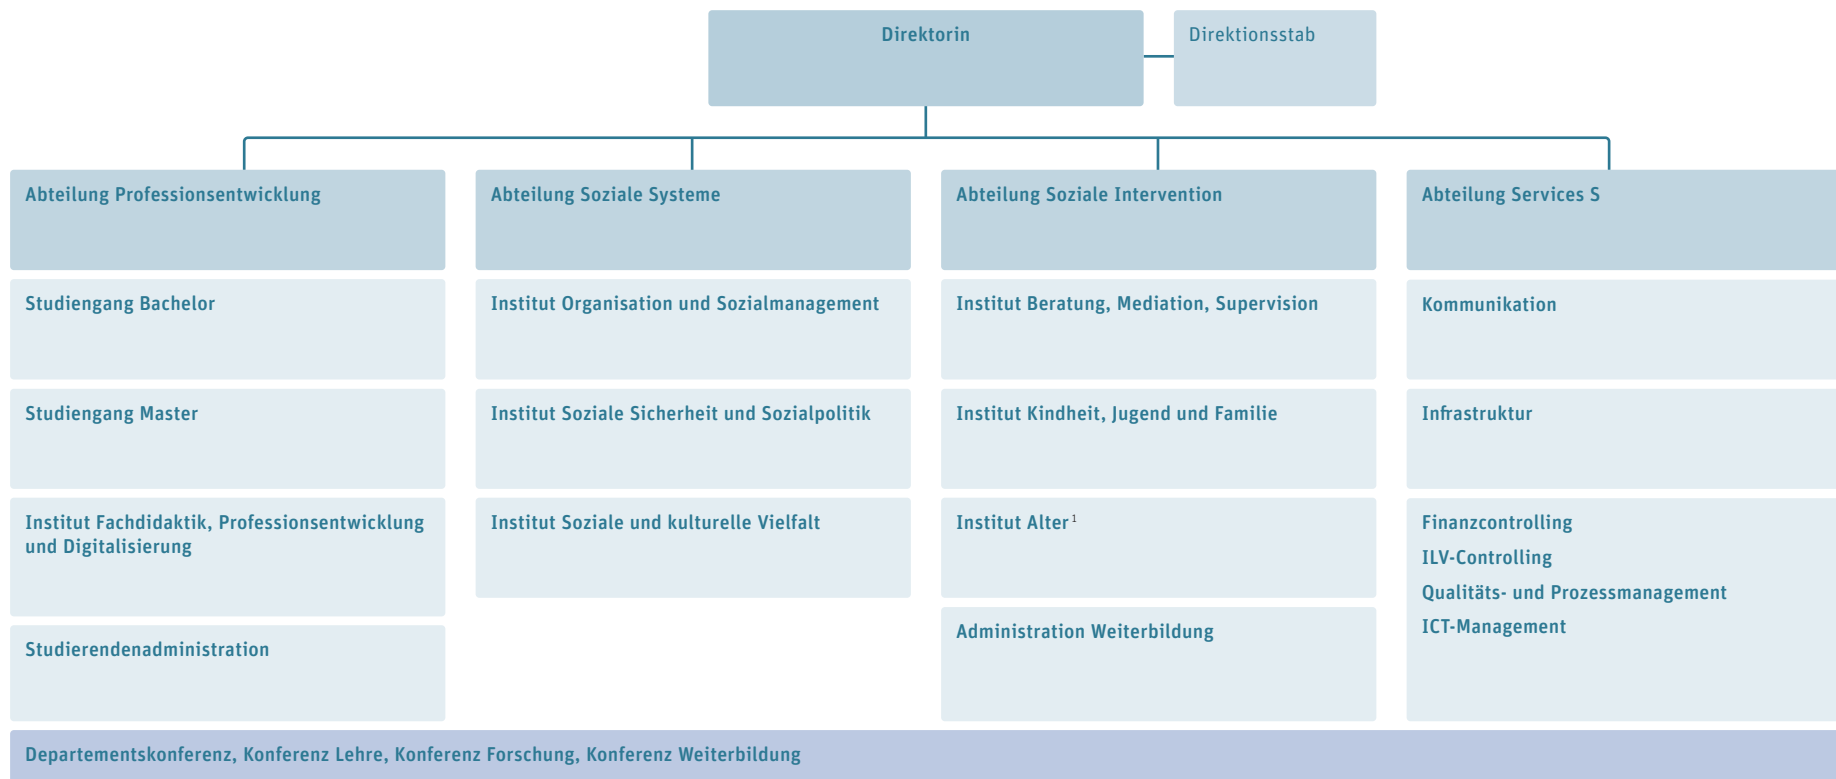 Direktorin
Direktionsstab
Abteilung Professionsentwicklung
Studiengang Bachelor
Studiengang Master
Institut Fachdidaktik, Professionsentwicklung
und Digitalisierung
Studierendenadministration
Abteilung Soziale Systeme
Institut Organisation und Sozialmanagement
Institut Soziale Sicherheit und Sozialpolitik
Institut Soziale und kulturelle Vielfalt
Abteilung Soziale Intervention
Institut Beratung, Mediation, Supervision
Institut Kindheit, Jugend und Familie
Institut Alter ¹
Administration Weiterbildung
Abteilung Services S
Kommunikation
Infrastruktur
Finanzcontrolling
ILV-Controlling
Qualitäts- und Prozessmanagement
ICT-Management
Departementskonferenz, Konferenz Lehre, Konferenz Forschung, Konferenz Weiterbildung